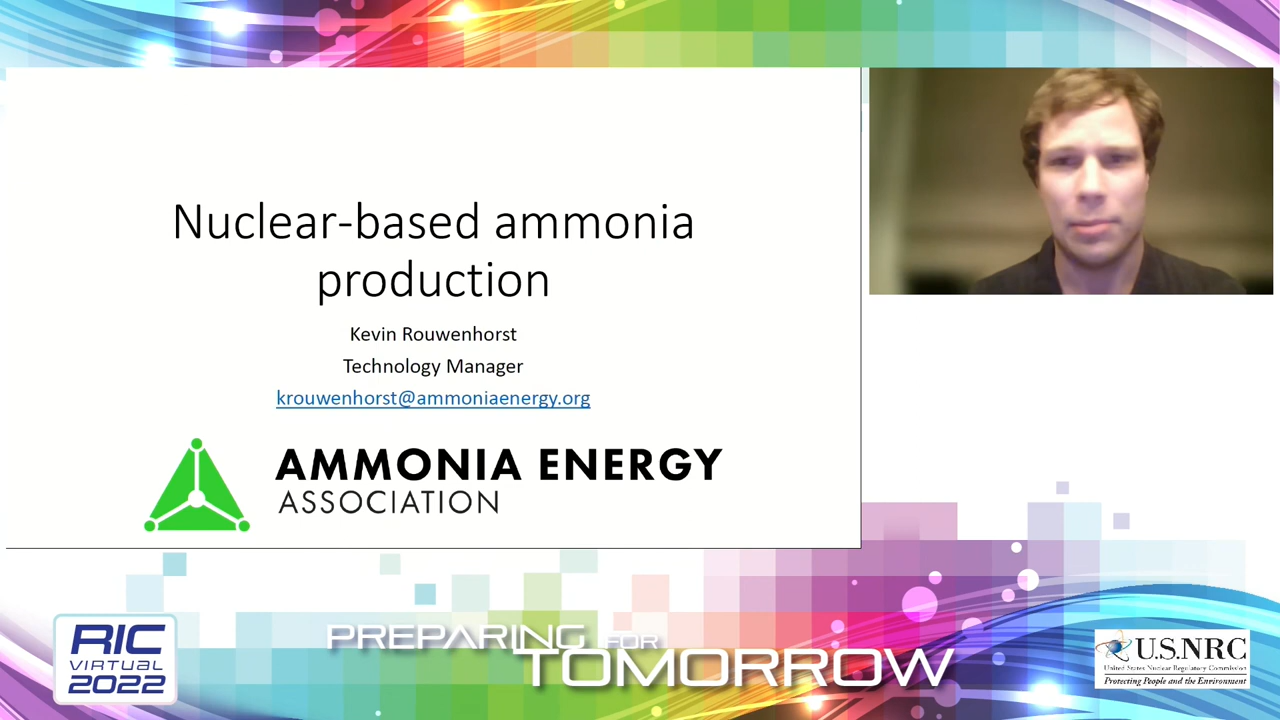 Nuclear-based ammonia
production
Kevin Rouwenhorst
Technology Manager
krouwenhorst@ammoniaenergy.org
AMMONIA ENERGY
ASSOCIATION
RIC
VIRTUAL
2022
PREPARING FOR
TOMORROW
U.S.NRC
United States Nuclear Regulatory Commission
Protecting People and the Environment